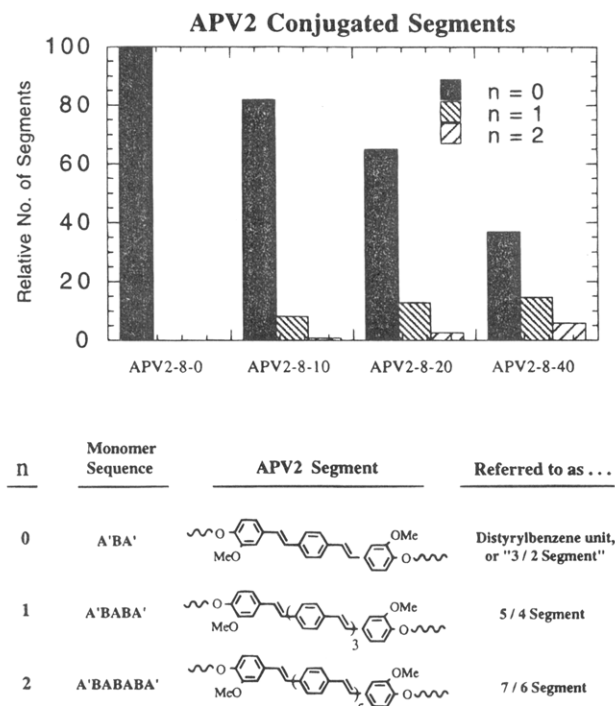 APV2 Conjugated Segments
Relative No. of Segments
100
80
60
40
20
0
n = 0
n = 1
n = 2
APV2-8-0
APV2-8-10
APV2-8-20
APV2-8-40
n
Monomer
Sequence
APV2 Segment
Referred to as . . .
0
A'BA'
O
MeO
OMe
O
Distyrylbenzene unit,
or "3 / 2 Segment"
1
A'BABA'
O
MeO
3
OMe
O
5 / 4 Segment
2
A'BABABA'
O
MeO
OMe
O
7 / 6 Segment